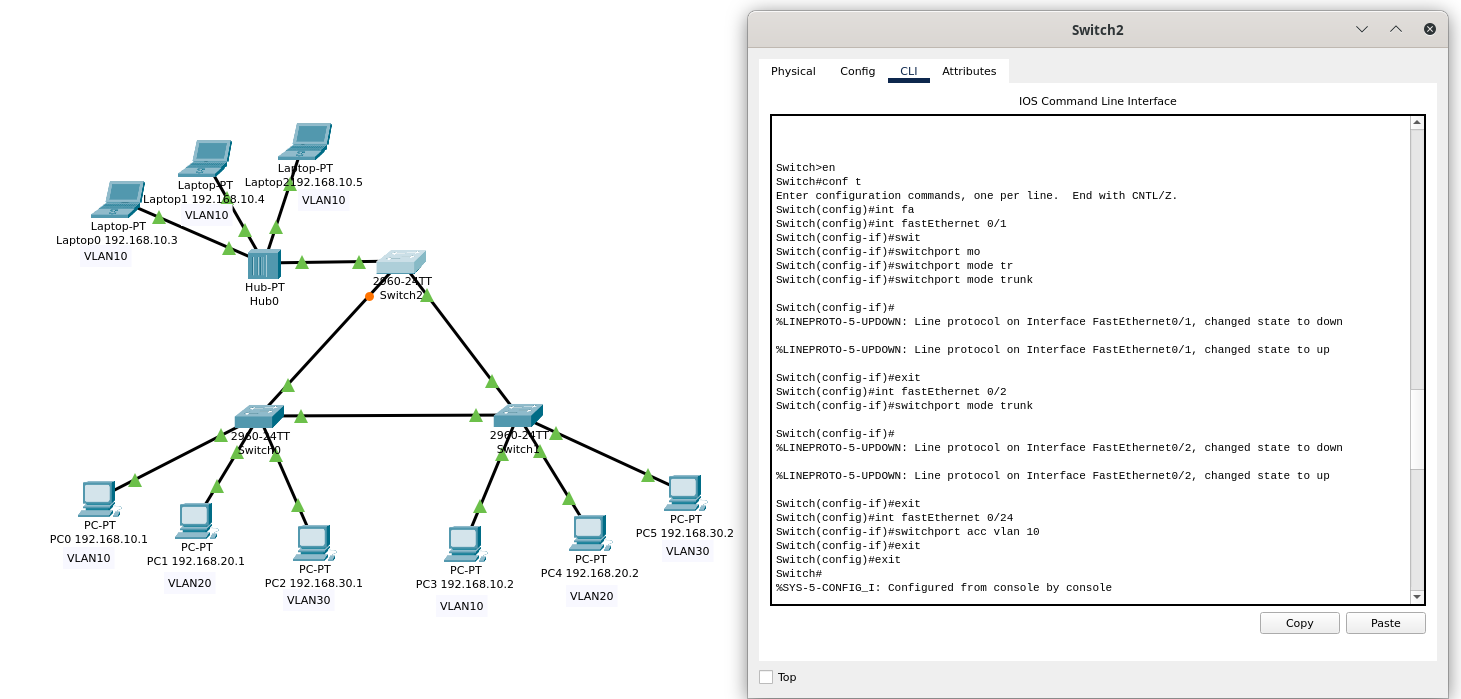 Laptop-PT
Laptop2192.168.10.5
VLAN10
Laptop-PT
Laptop1 192.168.10.4
VLAN10
Laptop-PT
Laptop0 192.168.10.3
VLAN10
Hub-PT
Hub0
2960-24TT
Switch2
2960-24TT
Switch0
2960-24TT
Switch1
PC-PT
PC0 192.168.10.1
VLAN10
PC-PT
PC1 192.168.20.1
VLAN20
PC-PT
PC2 192.168.30.1
VLAN30
PC-PT
PC3 192.168.10.2
VLAN10
PC-PT
PC4 192.168.20.2
VLAN20
PC-PT
PC5 192.168.30.2
VLAN30
Switch2
Physical Config CLI Attributes
IOS Command Line Interface
Switch>en
Switch#conf t
Enter configuration commands, one per line.  End with CNTL/Z.
Switch(config)#int fa
Switch(config)#int fastEthernet 0/1
Switch(config-if)#swit
Switch(config-if)#switchport mo
Switch(config-if)#switchport mode tr
Switch(config-if)#switchport mode trunk
Switch(config-if)#
%LINEPROTO-5-UPDOWN: Line protocol on Interface FastEthernet0/1, changed state to down
%LINEPROTO-5-UPDOWN: Line protocol on Interface FastEthernet0/1, changed state to up
Switch(config-if)#exit
Switch(config)#int fastEthernet 0/2
Switch(config-if)#switchport mode trunk
Switch(config-if)#
%LINEPROTO-5-UPDOWN: Line protocol on Interface FastEthernet0/2, changed state to down
%LINEPROTO-5-UPDOWN: Line protocol on Interface FastEthernet0/2, changed state to up
Switch(config-if)#exit
Switch(config)#int fastEthernet 0/24
Switch(config-if)#switchport acc vlan 10
Switch(config-if)#exit
Switch(config)#exit
Switch#
%SYS-5-CONFIG_I: Configured from console by console
Copy Paste
Top